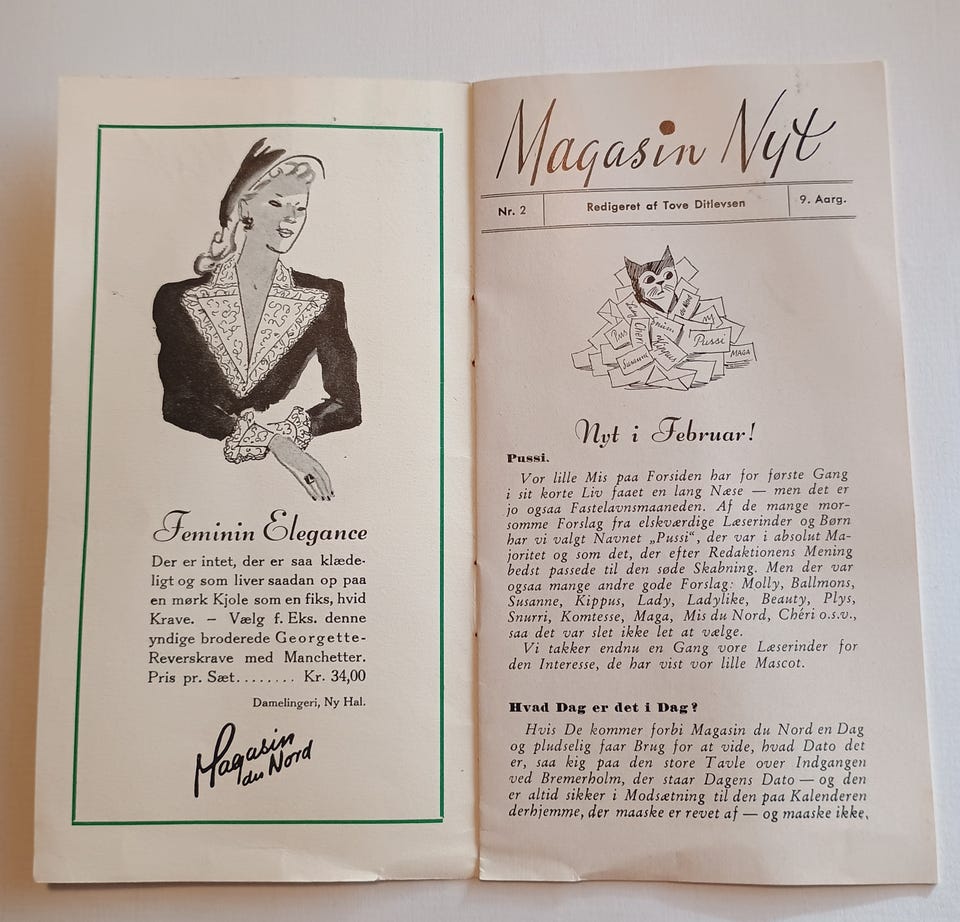 Feminin Elegance
Der er intet, der er saa klæde-
ligt og som liver saadan op paa
en mørk Kjole som en fiks, hvid
Krave. – Vælg f. Eks. denne
yndige broderede Georgette-
Reverskrave med Manchetter.
Pris pr. Sæt........ Kr. 34,00
Damelingeri, Ny Hal.
Magasin
du Nord
Magasin Nyt
Nr. 2
Redigeret af Tove Ditlevsen
9. Aarg.
Pus
Cheri
Susanne
Kippus
Ny
Pussi
MAGA
Nyt i Februar!
Pussi.
Vor lille Mis paa Forsiden har for første Gang
i sit korte Liv faaet en lang Næse — men det er
jo ogsaa Fastelavnsmaaneden. Af de mange mor-
somme Forslag fra elskværdige Læserinder og Børn
har vi valgt Navnet „Pussi“, der var i absolut Ma-
joritet og som det, der efter Redaktionens Mening
bedst passede til den søde Skabning. Men der var
ogsaa mange andre gode Forslag: Molly, Ballmons,
Susanne, Kippus, Lady, Ladylike, Beauty, Plys,
Snurri, Komtesse, Maga, Mis du Nord, Chéri o.s.v.,
saa det var slet ikke let at vælge.
Vi takker endnu en Gang vore Læserinder for
den Interesse, de har vist vor lille Mascot.
Hvad Dag er det i Dag?
Hvis De kommer forbi Magasin du Nord en Dag
og pludselig faar Brug for at vide, hvad Dato det
er, saa kig paa den store Tavle over Indgangen
ved Bremerholm, der staar Dagens Dato — og den
er altid sikker i Modsætning til den paa Kalenderen
derhjemme, der maaske er revet af — og maaske ikke.